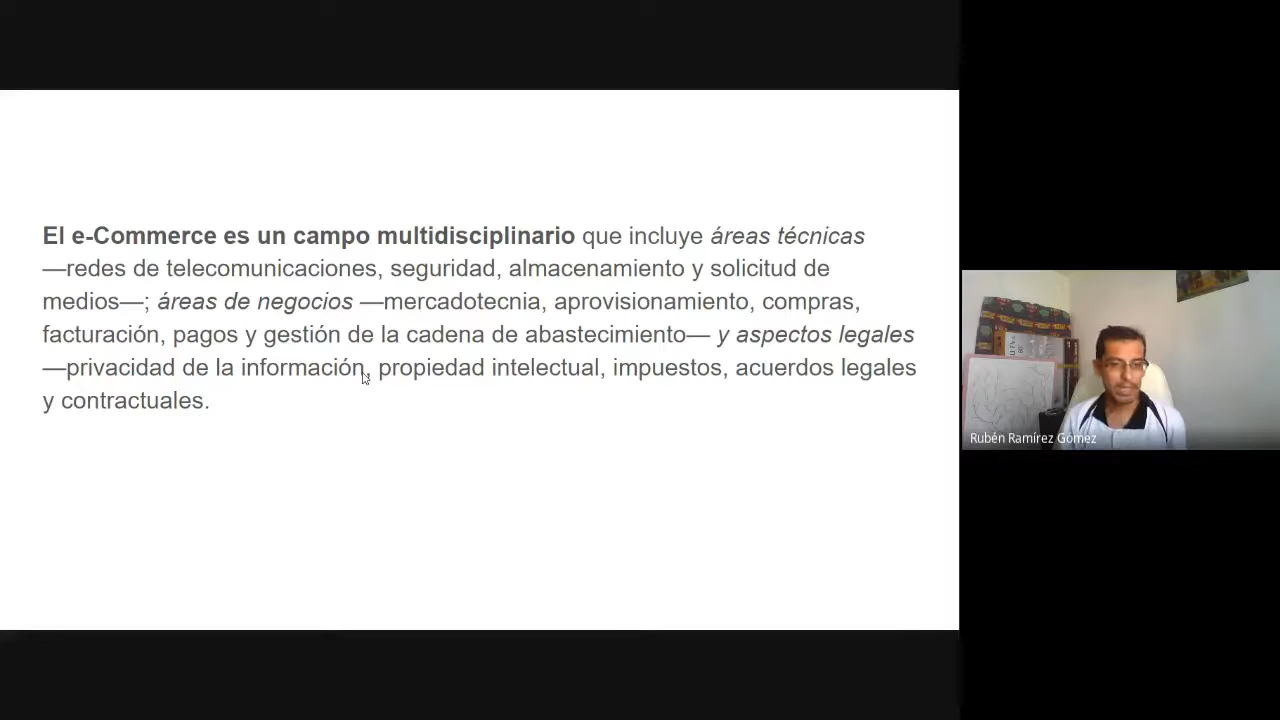 El e-Commerce es un campo multidisciplinario que incluye áreas técnicas
—redes de telecomunicaciones, seguridad, almacenamiento y solicitud de
medios—; áreas de negocios —mercadotecnia, aprovisionamiento, compras,
facturación, pagos y gestión de la cadena de abastecimiento— y aspectos legales
—privacidad de la información, propiedad intelectual, impuestos, acuerdos legales
y contractuales.
Rubén Ramírez Gómez